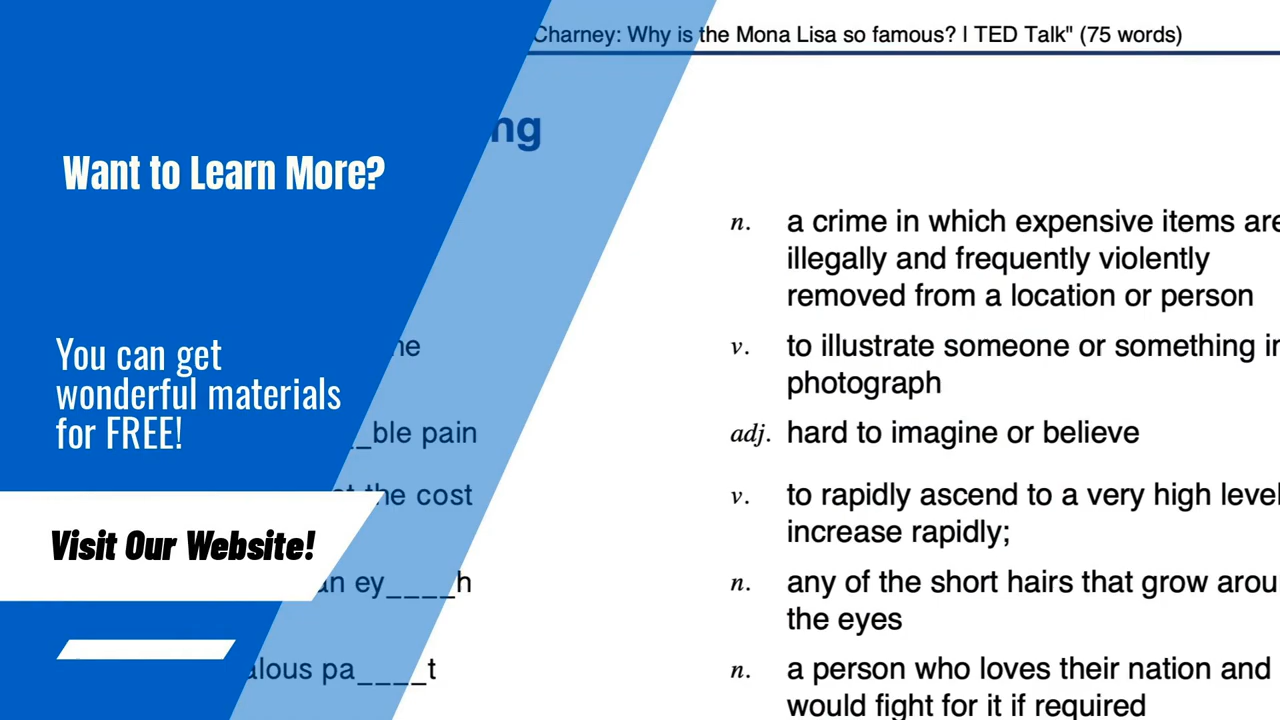 Charney: Why is the Mona Lisa so famous? | TED Talk" (75 words)
ng
Want to Learn More?
You can get
wonderful materials
for FREE!
Visit Our Website!
n. a crime in which expensive items are
illegally and frequently violently
removed from a location or person
he v. to illustrate someone or something in
photograph
_ble pain adj. hard to imagine or believe
the cost v. to rapidly ascend to a very high level
increase rapidly;
an ey____h n. any of the short hairs that grow arou
the eyes
alous pa____t n. a person who loves their nation and
would fight for it if required